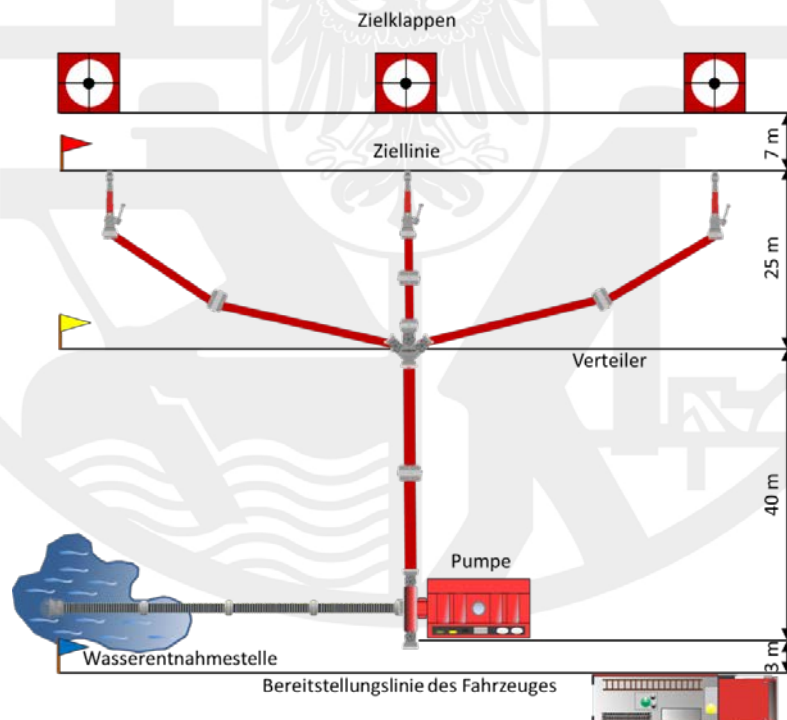 Zielklappen
7 m
Ziellinie
25 m
Verteiler
40 m
Pumpe
Wasserentnahmestelle
3 m
Bereitstellungslinie des Fahrzeuges